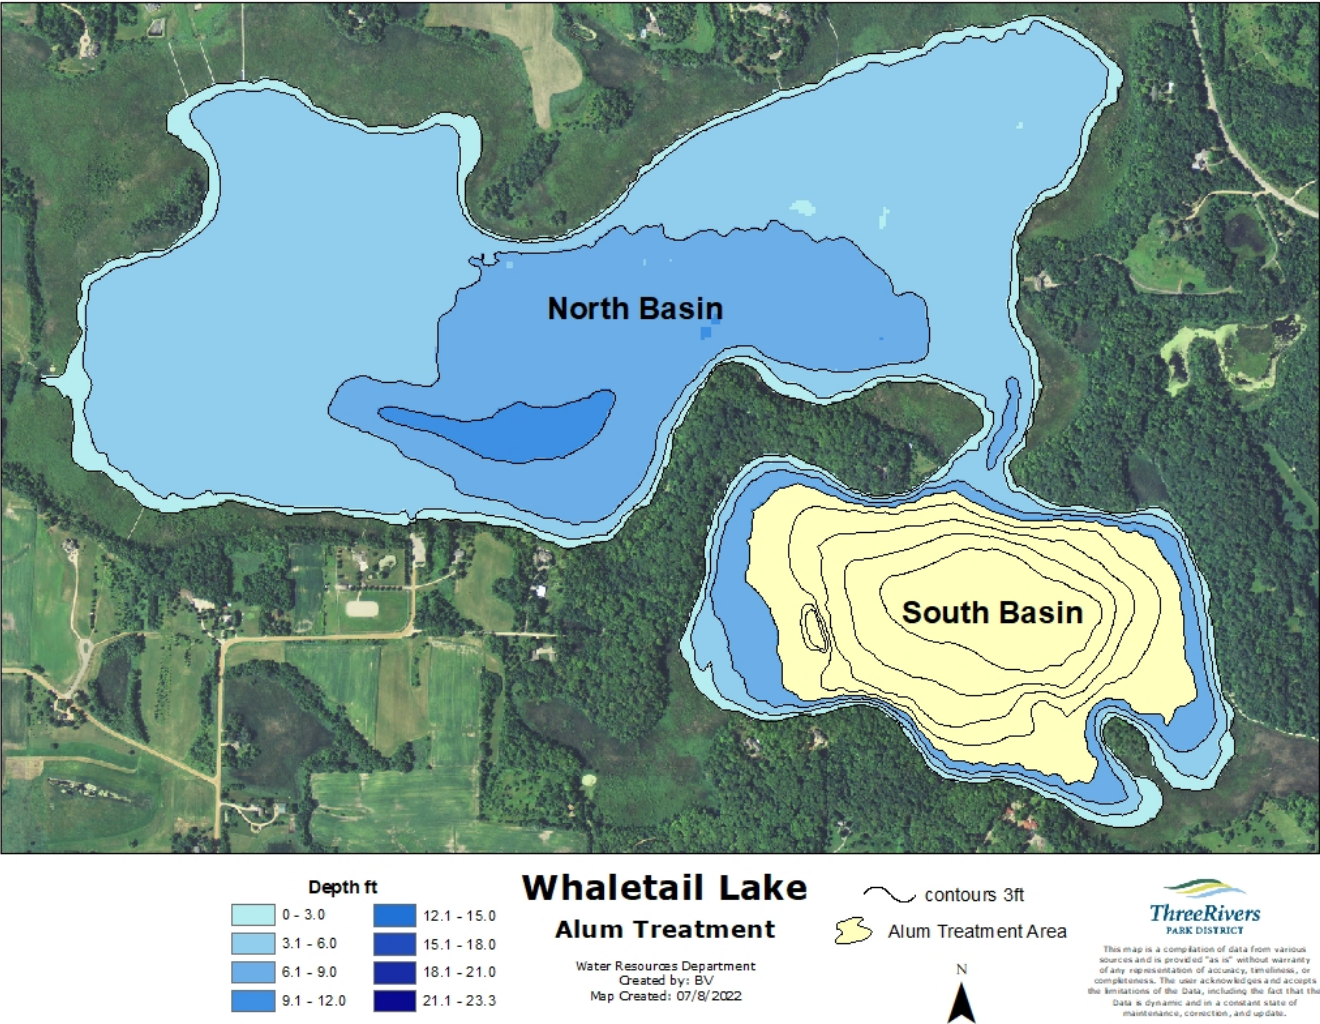 North Basin
South Basin
Depth ft
0 - 3.0
3.1 - 6.0
6.1 - 9.0
9.1 - 12.0
12.1 - 15.0
15.1 - 18.0
18.1 - 21.0
21.1 - 23.3
Whaletail Lake
Alum Treatment
Water Resources Department
Created by: BV
Map Created: 07/8/2022
contours 3ft
Alum Treatment Area
N
ThreeRivers
PARK DISTRICT
This map is a compilation of data from various
sources and is provided "as is" without warranty
of any representation of accuracy, timeliness, or
completeness. The user acknowledges and accepts
the limitations of the Data, including the fact that the
Data is dynamic and in a constant state of
maintenance, correction, and update.